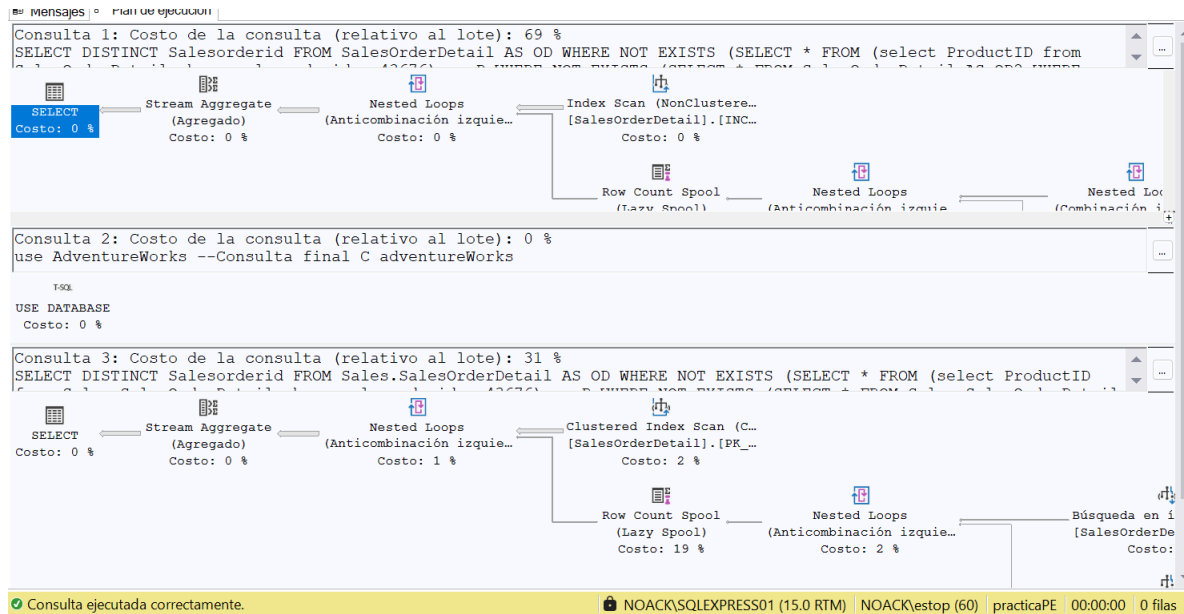 Mensajes Plan de ejecución
Consulta 1: Costo de la consulta (relativo al lote): 69 %
SELECT DISTINCT Salesorderid FROM SalesOrderDetail AS OD WHERE NOT EXISTS (SELECT * FROM (select ProductID from
...
SELECT
Costo: 0 %
Stream Aggregate
(Agregado)
Costo: 0 %
Nested Loops
(Anticombinación izquie…
Costo: 0 %
Index Scan (NonClustere…
[SalesOrderDetail].[INC…
Costo: 0 %
Row Count Spool
(Lazy Spool)
Nested Loops
(Anticombinación izquie
Nested Loo
(Combinación i
Consulta 2: Costo de la consulta (relativo al lote): 0 %
use AdventureWorks --Consulta final C adventureWorks
...
T-SQL
USE DATABASE
Costo: 0 %
Consulta 3: Costo de la consulta (relativo al lote): 31 %
SELECT DISTINCT Salesorderid FROM Sales.SalesOrderDetail AS OD WHERE NOT EXISTS (SELECT * FROM (select ProductID
...
SELECT
Costo: 0 %
Stream Aggregate
(Agregado)
Costo: 0 %
Nested Loops
(Anticombinación izquie…
Costo: 1 %
Clustered Index Scan (C…
[SalesOrderDetail].[PK_…
Costo: 2 %
Row Count Spool
(Lazy Spool)
Costo: 19 %
Nested Loops
(Anticombinación izquie…
Costo: 2 %
Búsqueda en í
[SalesOrderDe
Costo:
Consulta ejecutada correctamente. NOACK\SQLEXPRESS01 (15.0 RTM) NOACK\estop (60) practicaPE 00:00:00 0 filas